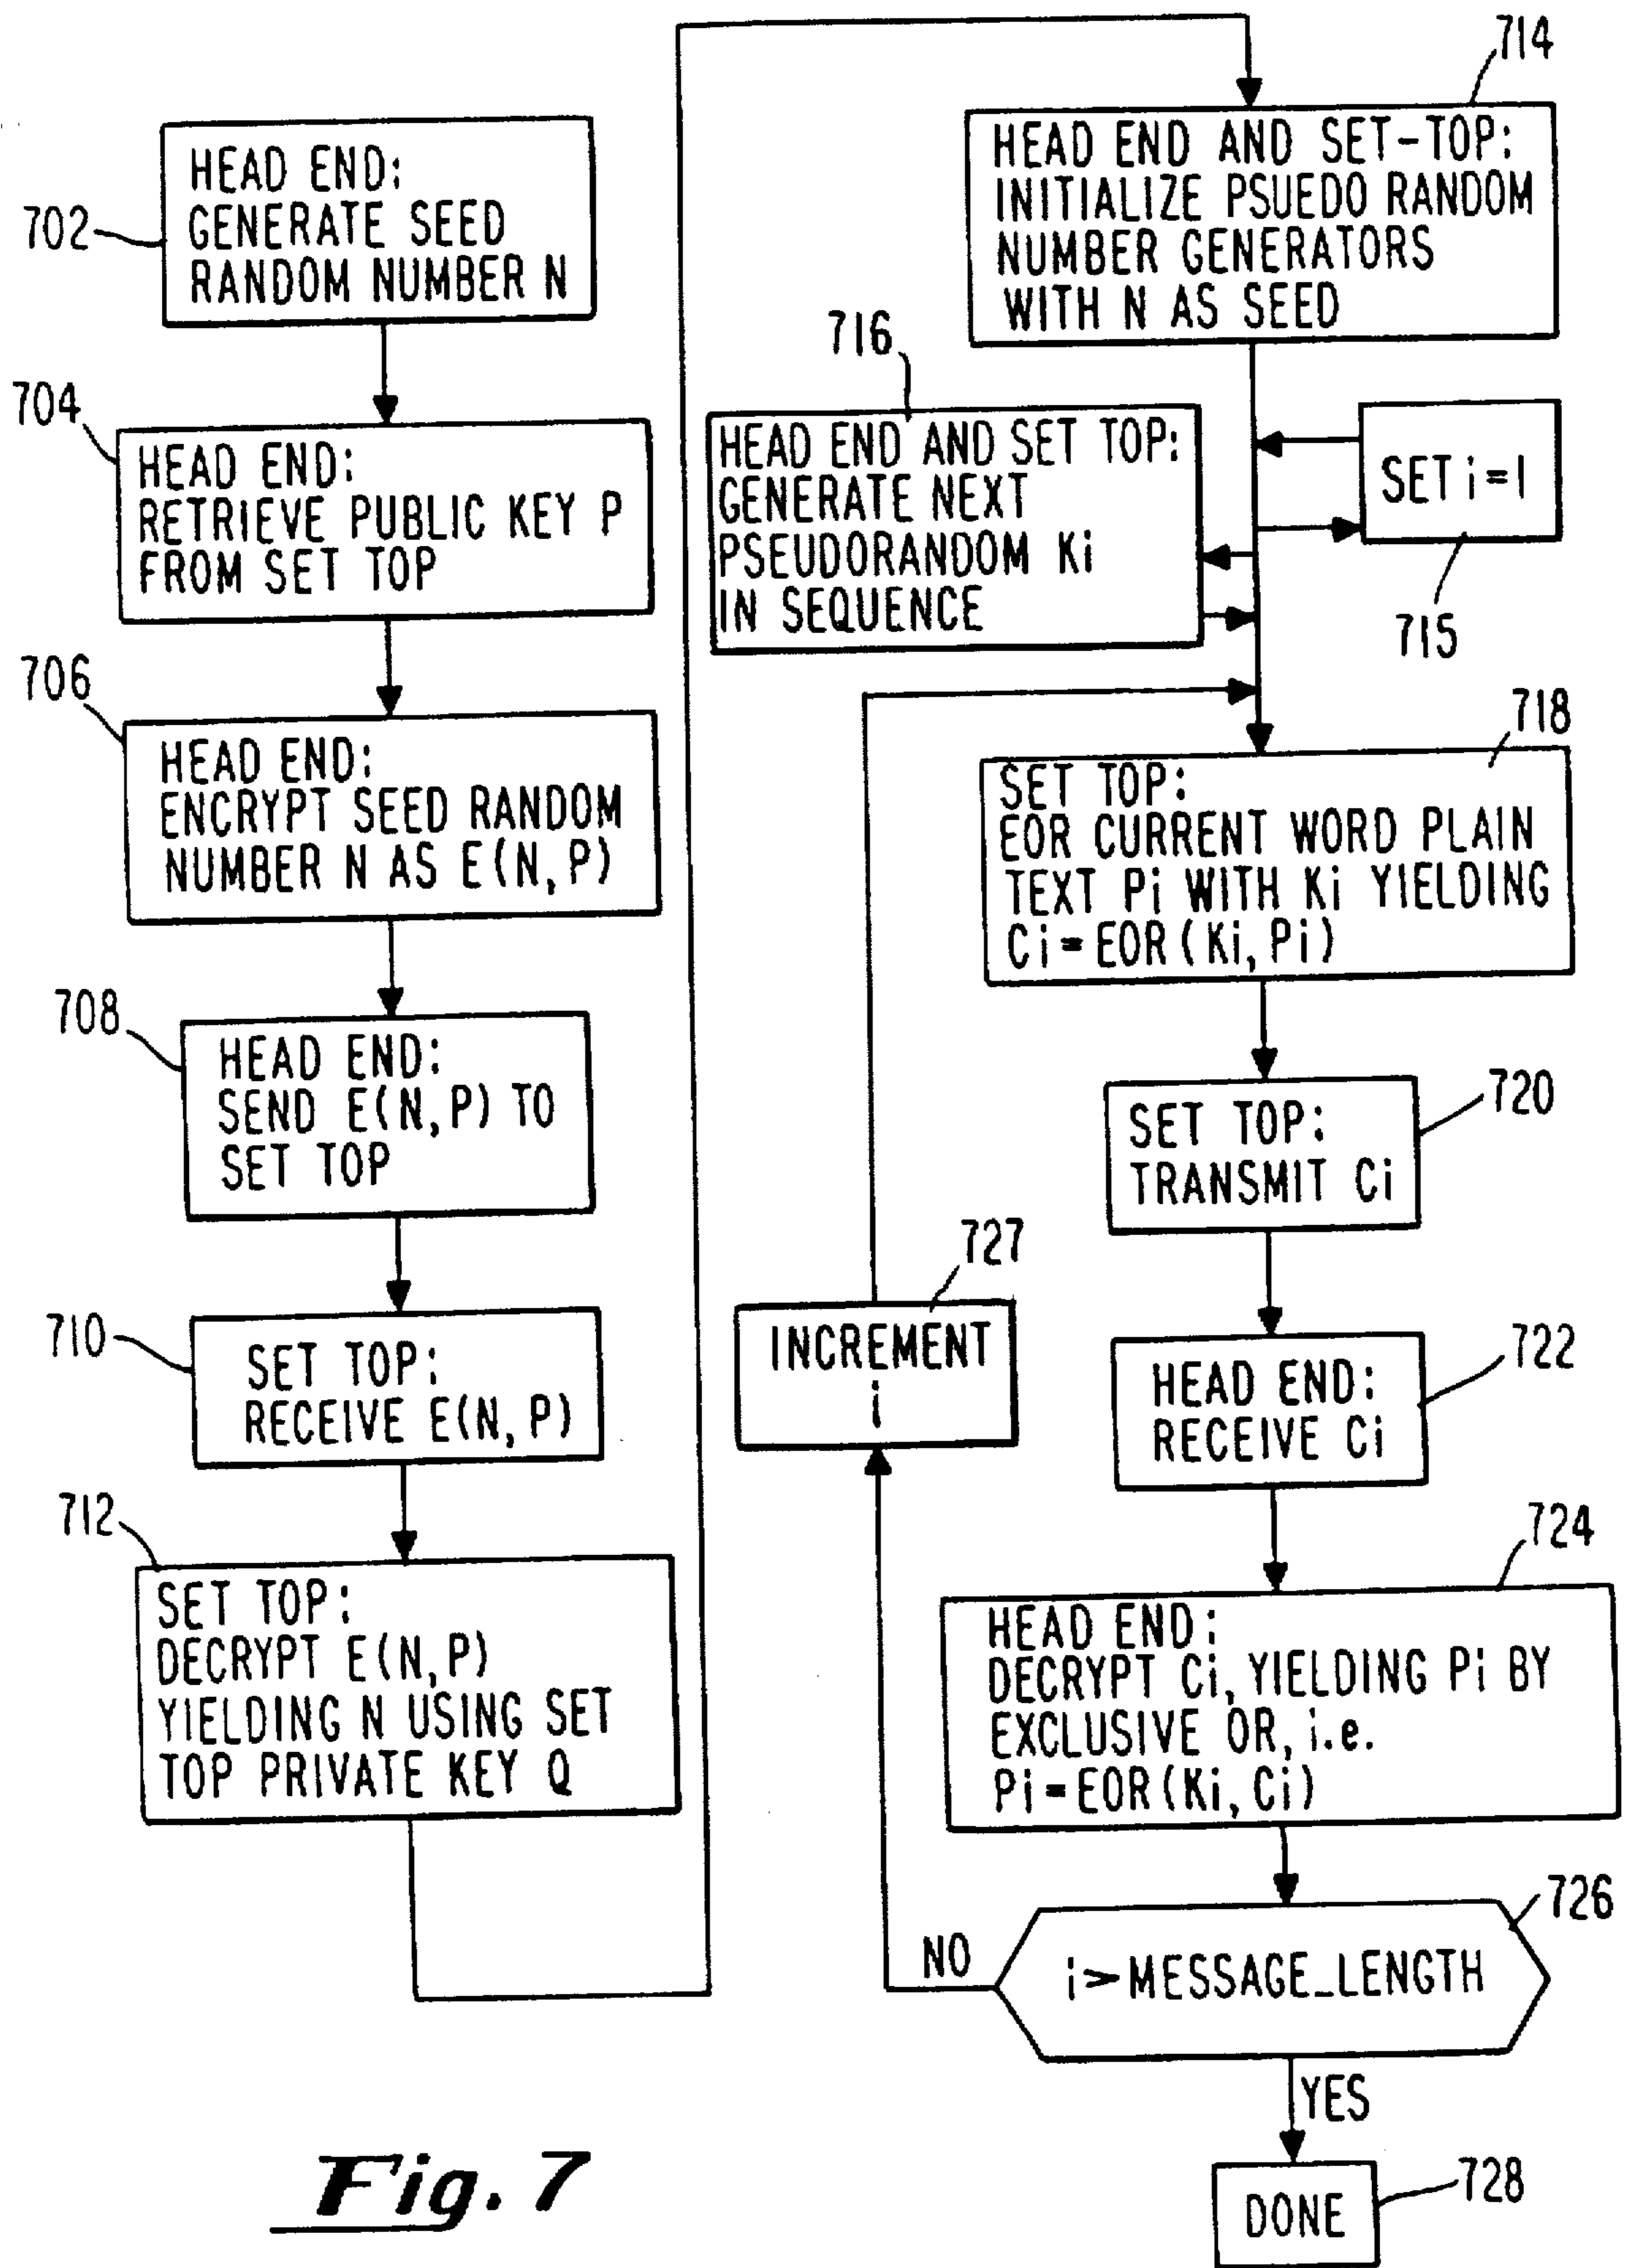 702
HEAD END:
GENERATE SEED
RANDOM NUMBER N
704
HEAD END:
RETRIEVE PUBLIC KEY P
FROM SET TOP
706
HEAD END:
ENCRYPT SEED RANDOM
NUMBER N AS E(N,P)
708
HEAD END:
SEND E(N,P) TO
SET TOP
710
SET TOP:
RECEIVE E(N,P)
712
SET TOP:
DECRYPT E(N,P)
YIELDING N USING SET
TOP PRIVATE KEY Q
714
HEAD END AND SET-TOP:
INITIALIZE PSUEDO RANDOM
NUMBER GENERATORS
WITH N AS SEED
715
SET i=1
716
HEAD END AND SET TOP:
GENERATE NEXT
PSEUDORANDOM Ki
IN SEQUENCE
718
SET TOP:
EOR CURRENT WORD PLAIN
TEXT Pi WITH Ki YIELDING
Ci=EOR(Ki,Pi)
720
SET TOP:
TRANSMIT Ci
722
HEAD END:
RECEIVE Ci
724
HEAD END:
DECRYPT Ci, YIELDING Pi BY
EXCLUSIVE OR, i.e.
Pi=EOR(Ki,Ci)
726
i>MESSAGE_LENGTH
NO
727
INCREMENT
i
YES
728
DONE
Fig. 7